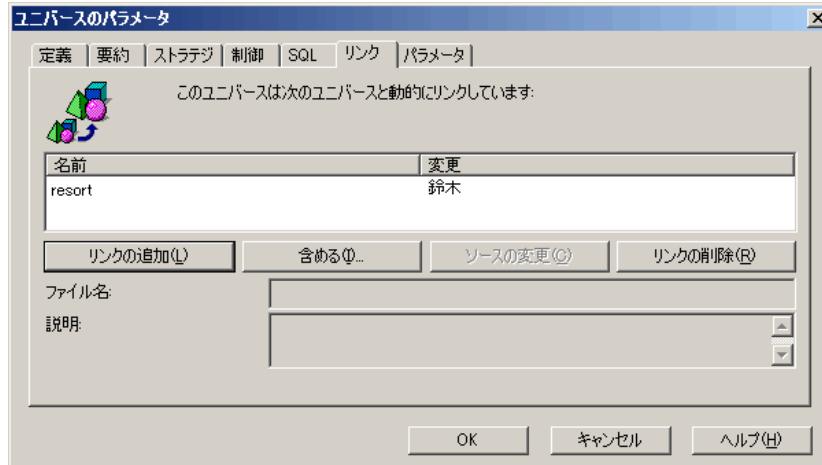 ユニバースのパラメータ
定義 要約 ストラテジ 制御 SQL リンク パラメータ
このユニバースは次のユニバースと動的にリンクしています:
名前 変更
resort 鈴木
リンクの追加(L) 含める(I)... ソースの変更(C) リンクの削除(R)
ファイル名:
説明:
OK キャンセル ヘルプ(H)